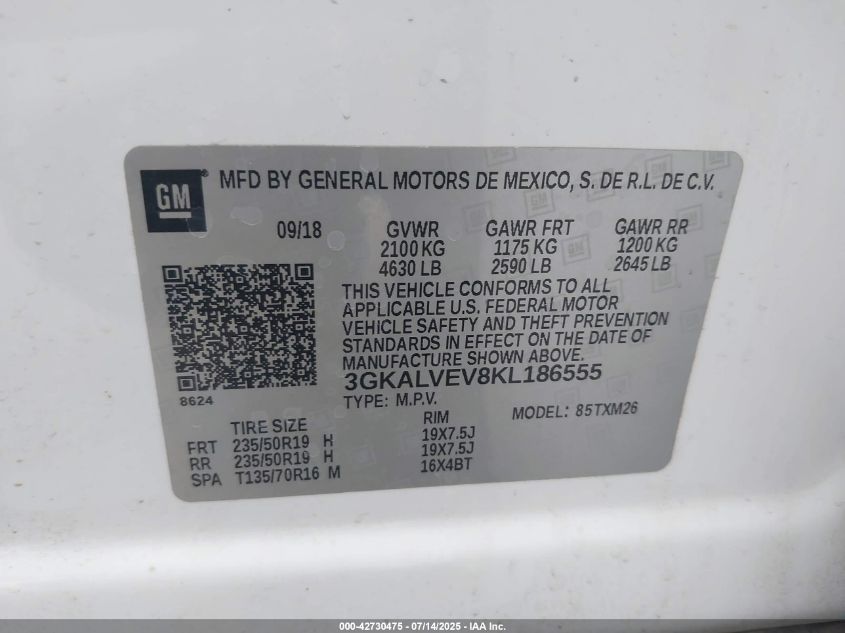 GM ® MFD BY GENERAL MOTORS DE MEXICO, S. DE R.L. DE C.V.
09/18 GVWR GAWR FRT GAWR RR
2100 KG 1175 KG 1200 KG
4630 LB 2590 LB 2645 LB
THIS VEHICLE CONFORMS TO ALL
APPLICABLE U.S. FEDERAL MOTOR
VEHICLE SAFETY AND THEFT PREVENTION
STANDARDS IN EFFECT ON THE DATE OF
MANUFACTURE SHOWN ABOVE.
3GKALVEV8KL186555
8624
TYPE: M.P.V. MODEL: 85TXM26
TIRE SIZE RIM
FRT 235/50R19 H 19X7.5J
RR 235/50R19 H 19X7.5J
SPA T135/70R16 M 16X4BT
000-42730475 - 07/14/2025 - IAA Inc.